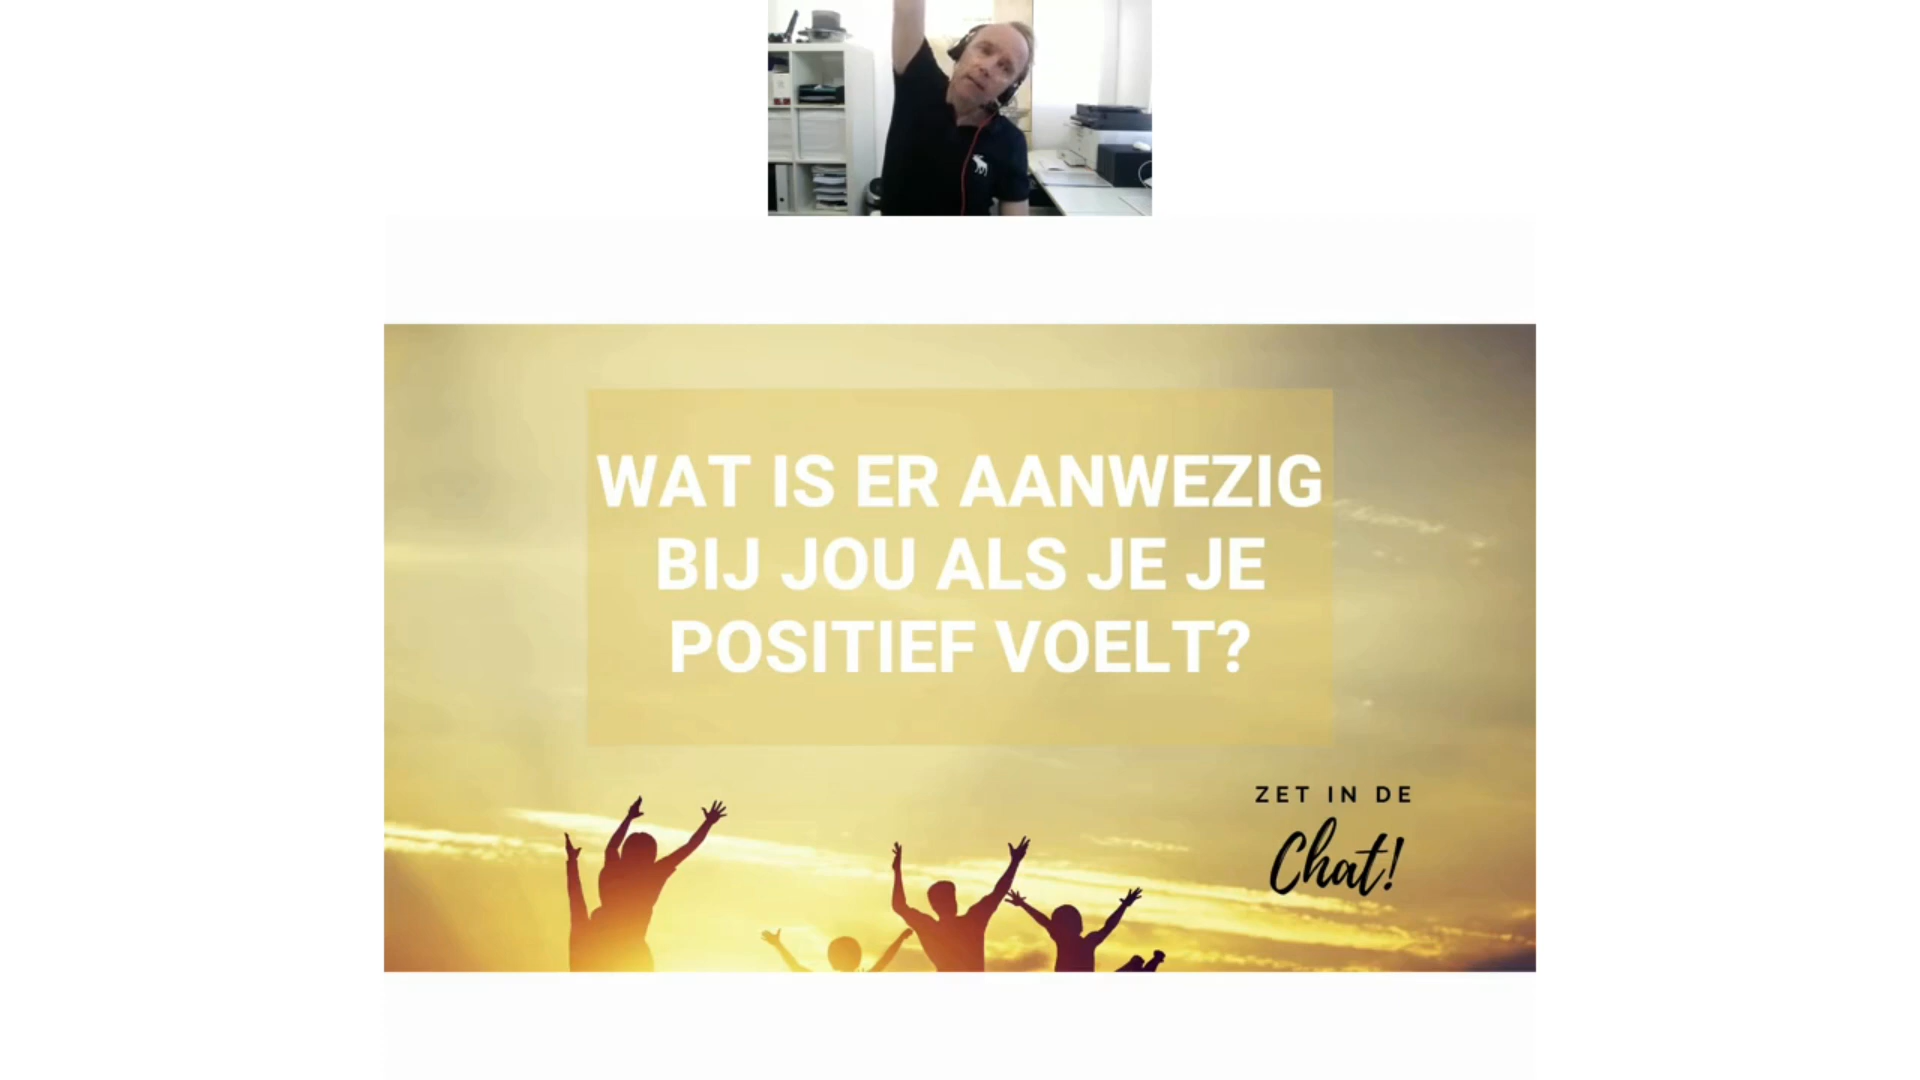 WAT IS ER AANWEZIG
BIJ JOU ALS JE JE
POSITIEF VOELT?
ZET IN DE
Chat!